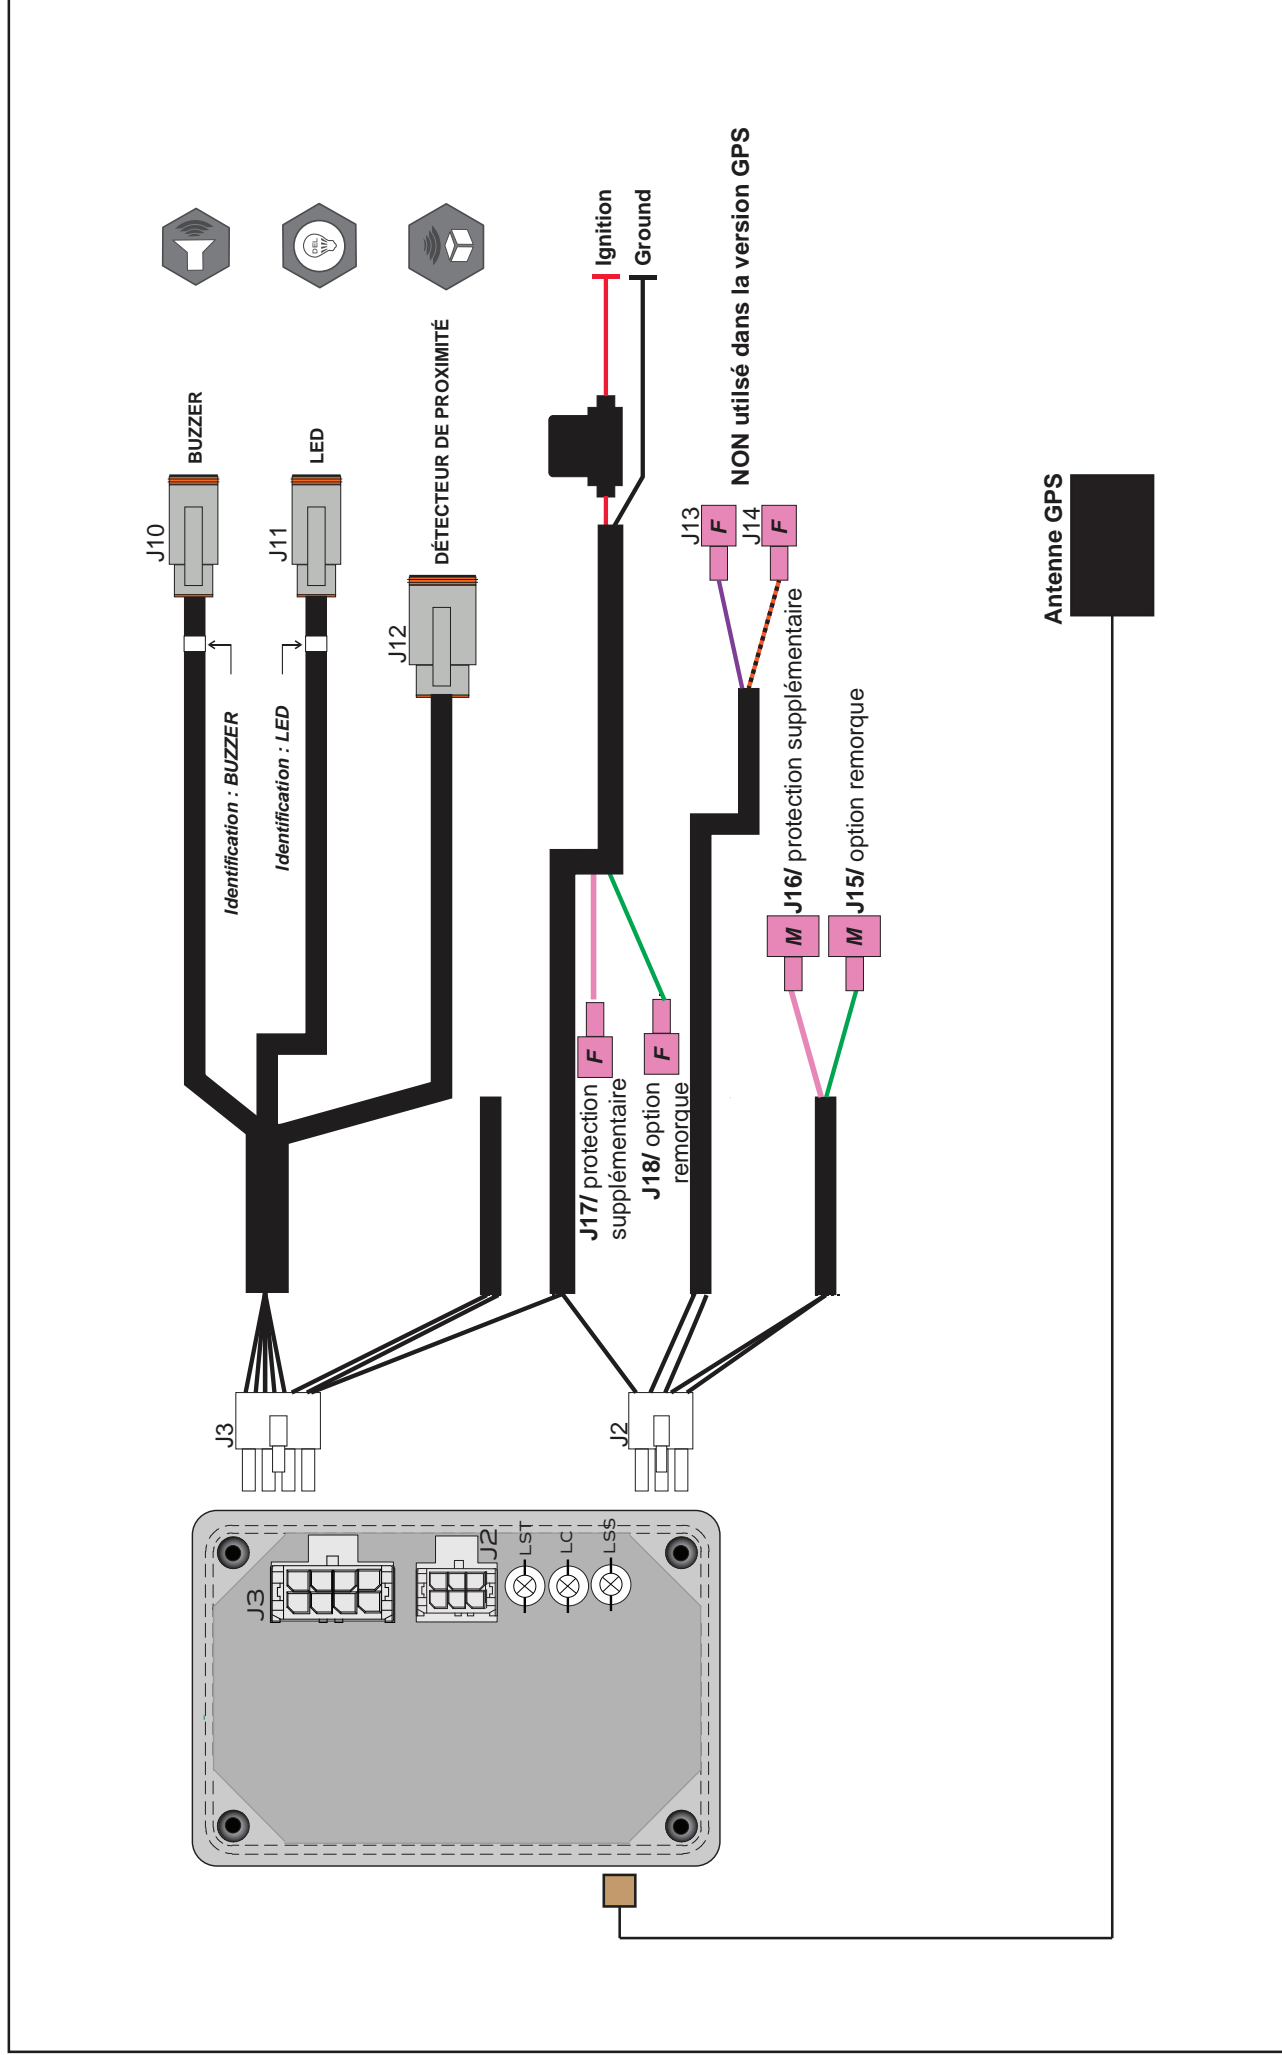 J10
BUZZER
Identification : BUZZER
J11
LED
DEL
Identification : LED
J12
DÉTECTEUR DE PROXIMITÉ
Ignition
Ground
J17/ protection
supplémentaire
F
J18/ option
remorque
F
J13
F
J14
F
NON utilsé dans la version GPS
M
J16/ protection supplémentaire
M
J15/ option remorque
Antenne GPS
J3
J2
J3
J2
LST
LC
LSS